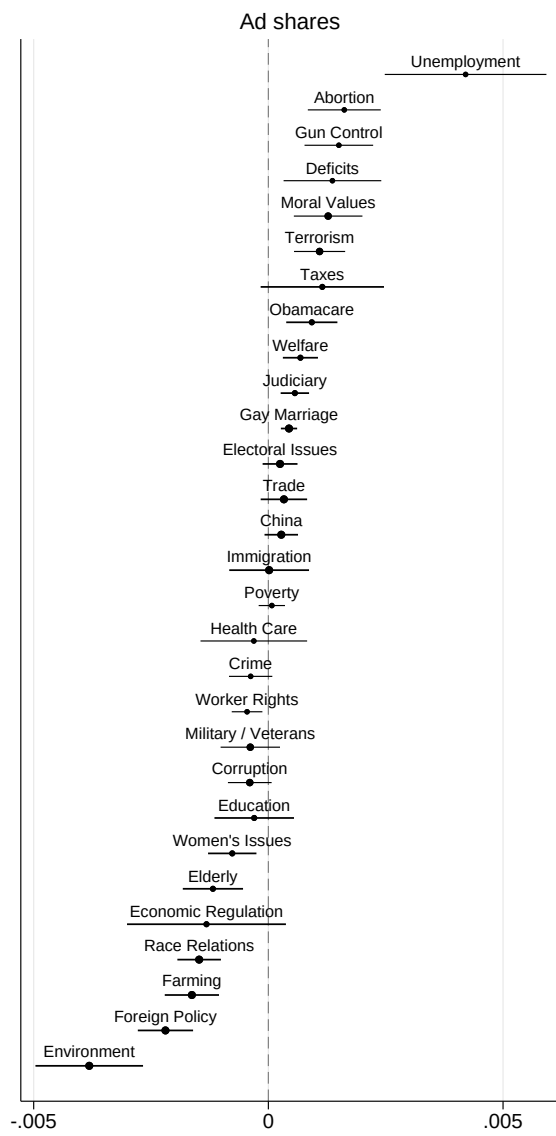 Ad shares
Unemployment
Abortion
Gun Control
Deficits
Moral Values
Terrorism
Taxes
Obamacare
Welfare
Judiciary
Gay Marriage
Electoral Issues
Trade
China
Immigration
Poverty
Health Care
Crime
Worker Rights
Military / Veterans
Corruption
Education
Women's Issues
Elderly
Economic Regulation
Race Relations
Farming
Foreign Policy
Environment
-.005 0 .005